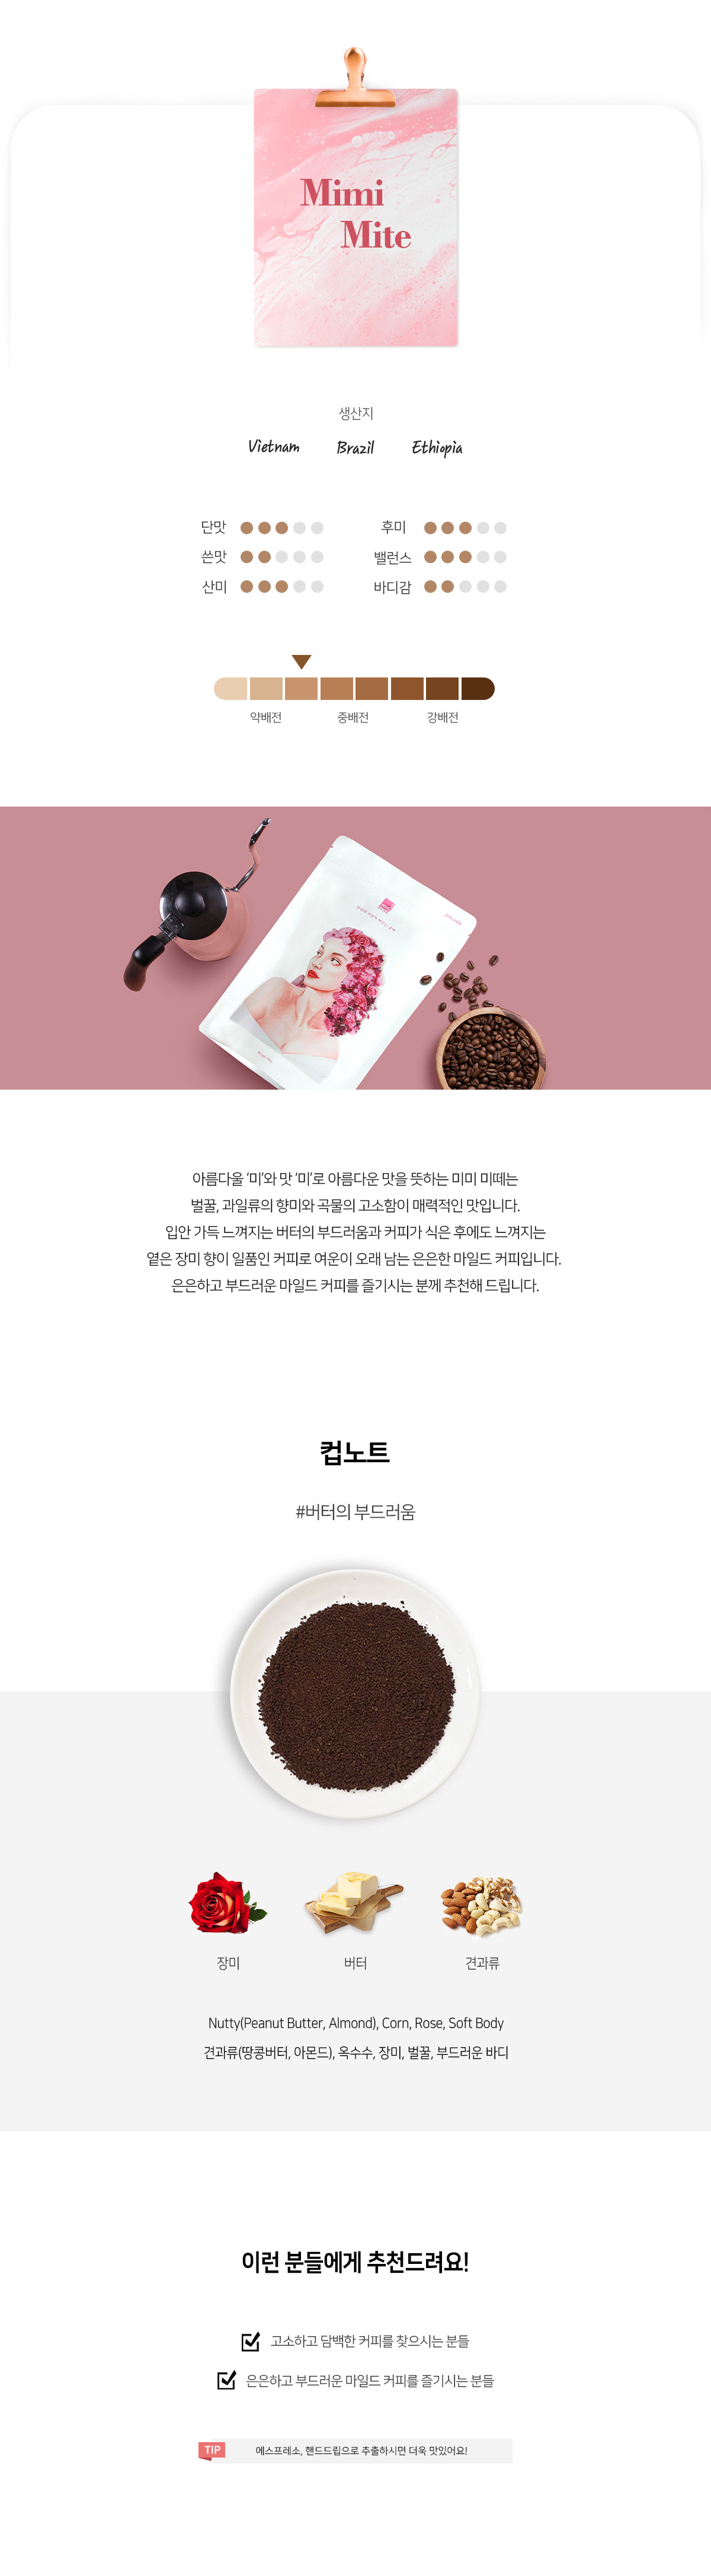 Mimi
Mite
생산지
Vietnam Brazil Ethiopia
단맛 후미
쓴맛 밸런스
산미 바디감
약배전 중배전 강배전
아름다울 ‘미’와 맛 ‘미’로 아름다운 맛을 뜻하는 미미 미떼는
벌꿀, 과일류의 향미와 곡물의 고소함이 매력적인 맛입니다.
입안 가득 느껴지는 버터의 부드러움과 커피가 식은 후에도 느껴지는
옅은 장미 향이 일품인 커피로 여운이 오래 남는 은은한 마일드 커피입니다.
은은하고 부드러운 마일드 커피를 즐기시는 분께 추천해 드립니다.
컵노트
#버터의 부드러움
장미 버터 견과류
Nutty(Peanut Butter, Almond), Corn, Rose, Soft Body
견과류(땅콩버터, 아몬드), 옥수수, 장미, 벌꿀, 부드러운 바디
이런 분들에게 추천드려요!
고소하고 담백한 커피를 찾으시는 분들
은은하고 부드러운 마일드 커피를 즐기시는 분들
TIP 에스프레소, 핸드드립으로 추출하시면 더욱 맛있어요!